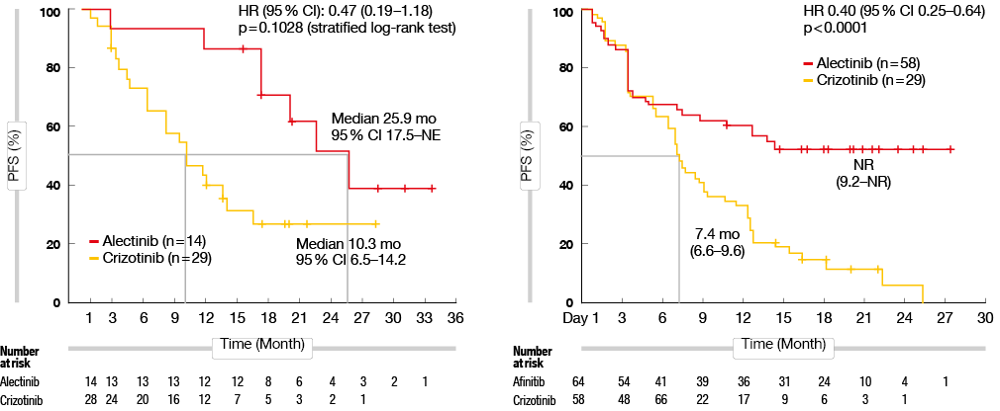 HR (95 % CI): 0.47 (0.19–1.18)
p = 0.1028 (stratified log-rank test)
100
80
60
40
20
0
PFS (%)
Median 25.9 mo
95 % CI 17.5–NE
Alectinib (n = 14)
Crizotinib (n = 29)
Median 10.3 mo
95 % CI 6.5–14.2
1 3 6 9 12 15 18 21 24 27 30 33 36
Time (Month)
Number
at risk
Alectinib 14 13 13 13 12 12 8 6 4 3 2 1
Crizotinib 28 24 20 16 12 7 5 3 2 1
HR 0.40 (95 % CI 0.25–0.64)
p < 0.0001
Alectinib (n = 58)
Crizotinib (n = 29)
100
80
60
40
20
0
PFS (%)
NR
(9.2–NR)
7.4 mo
(6.6–9.6)
Day 1 3 6 9 12 15 18 21 24 27 30
Time (Month)
Number
at risk
Afinitib 64 54 41 39 36 31 24 10 4 1
Crizotinib 58 48 66 22 17 9 6 3 1